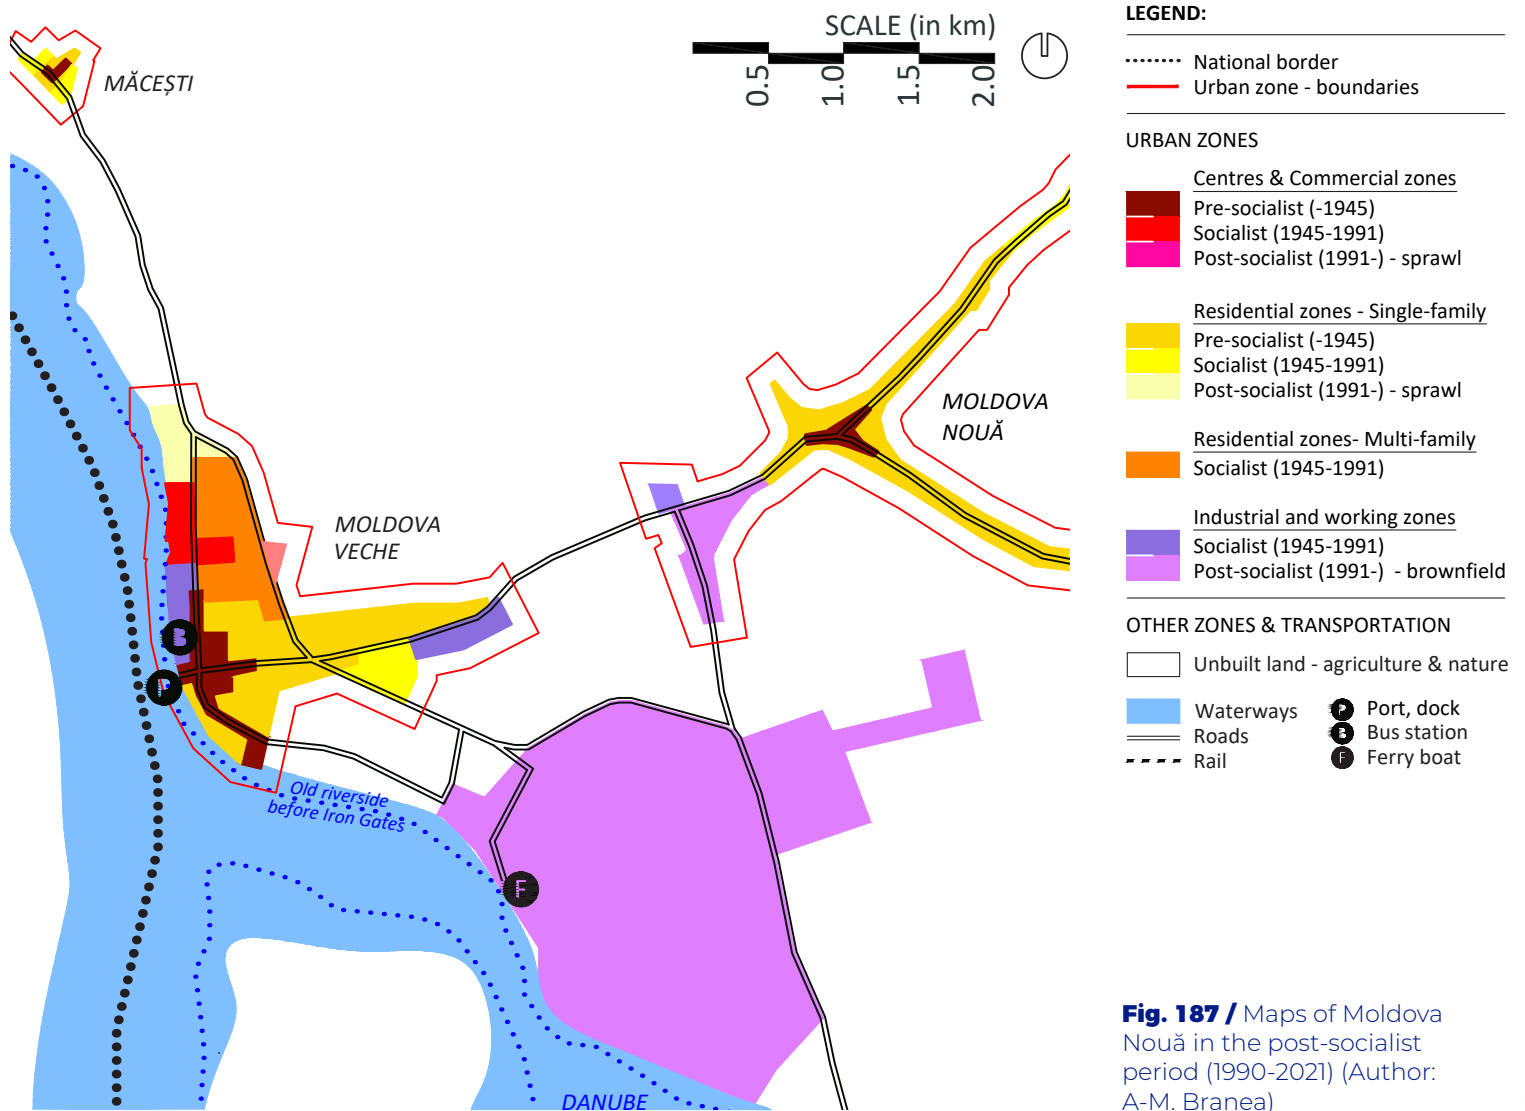 SCALE (in km)
0.5
1.0
1.5
2.0
MĂCEȘTI
MOLDOVA
NOUĂ
MOLDOVA
VECHE
B
P
F
Old riverside
before Iron Gates
DANUBE
LEGEND:
National border
Urban zone - boundaries
URBAN ZONES
Centres & Commercial zones
Pre-socialist (-1945)
Socialist (1945-1991)
Post-socialist (1991-) - sprawl
Residential zones - Single-family
Pre-socialist (-1945)
Socialist (1945-1991)
Post-socialist (1991-) - sprawl
Residential zones- Multi-family
Socialist (1945-1991)
Industrial and working zones
Socialist (1945-1991)
Post-socialist (1991-) - brownfield
OTHER ZONES & TRANSPORTATION
Unbuilt land - agriculture & nature
Waterways
Roads
Rail
P Port, dock
B Bus station
F Ferry boat
Fig. 187 / Maps of Moldova
Nouă in the post-socialist
period (1990-2021) (Author:
A-M. Branea)